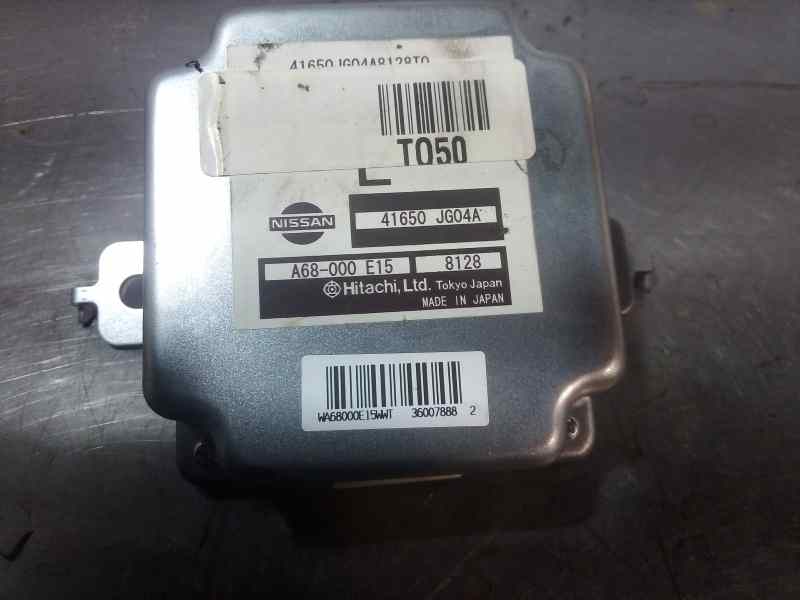 41650 JG04A8128T0
T050
E
NISSAN
41650 JG04A
A68-000 E15
8128
Hitachi, Ltd. Tokyo Japan
MADE IN JAPAN
WA68000E15WWT 36007888 2